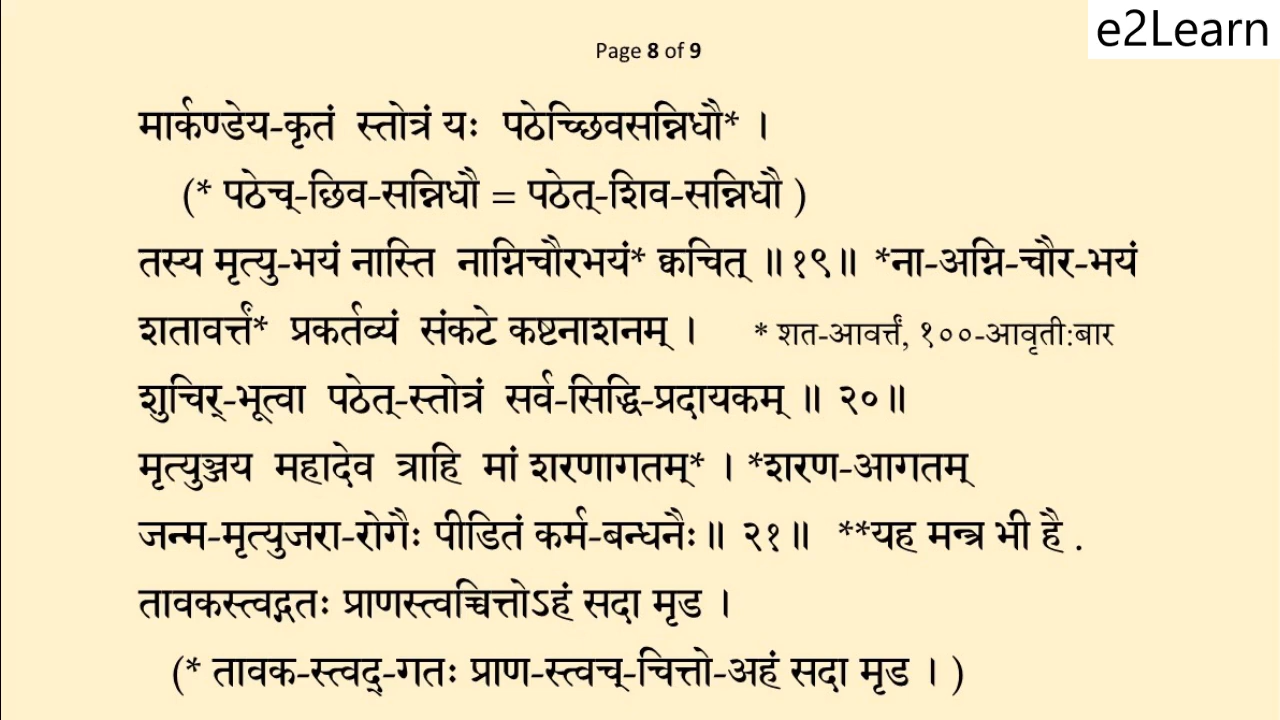 e2Learn
Page 8 of 9
मार्कण्डेय-कृतं स्तोत्रं यः पठेच्छिवसन्निधौ* ।
(* पठेच्-छिव-सन्निधौ = पठेत्-शिव-सन्निधौ )
तस्य मृत्यु-भयं नास्ति नाग्निचौरभयं* क्वचित् ॥१९॥ *ना-अग्नि-चौर-भयं
शतावर्त्तं* प्रकर्तव्यं संकटे कष्टनाशनम् । * शत-आवर्त्तं, १००-आवृती:बार
शुचिर्-भूत्वा पठेत्-स्तोत्रं सर्व-सिद्धि-प्रदायकम् ॥ २०॥
मृत्युञ्जय महादेव त्राहि मां शरणागतम्* । *शरण-आगतम्
जन्म-मृत्युजरा-रोगैः पीडितं कर्म-बन्धनैः॥ २१॥ **यह मन्त्र भी है .
तावकस्त्वद्गतः प्राणस्त्वच्चित्तोऽहं सदा मृड ।
(* तावक-स्त्वद्-गतः प्राण-स्त्वच्-चित्तो-अहं सदा मृड । )